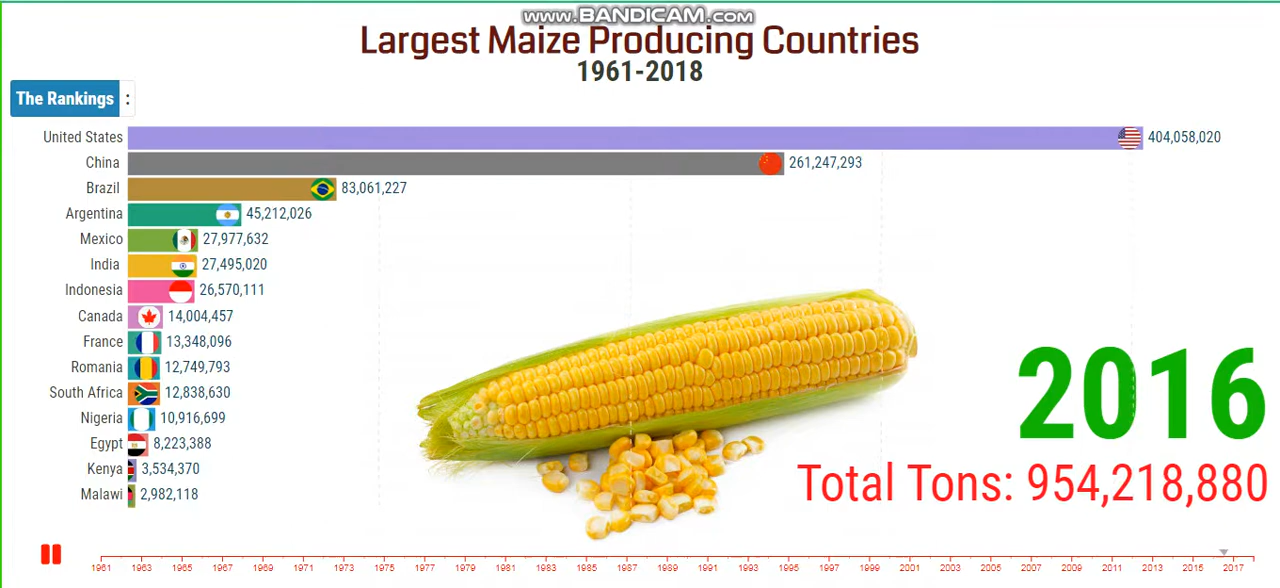 www.BANDICAM.com
Largest Maize Producing Countries
1961-2018
The Rankings :
United States 404,058,020
China 261,247,293
Brazil 83,061,227
Argentina 45,212,026
Mexico 27,977,632
India 27,495,020
Indonesia 26,570,111
Canada 14,004,457
France 13,348,096
Romania 12,749,793
South Africa 12,838,630
Nigeria 10,916,699
Egypt 8,223,388
Kenya 3,534,370
Malawi 2,982,118
2016
Total Tons: 954,218,880
1961 1963 1965 1967 1969 1971 1973 1975 1977 1979 1981 1983 1985 1987 1989 1991 1993 1995 1997 1999 2001 2003 2005 2007 2009 2011 2013 2015 2017